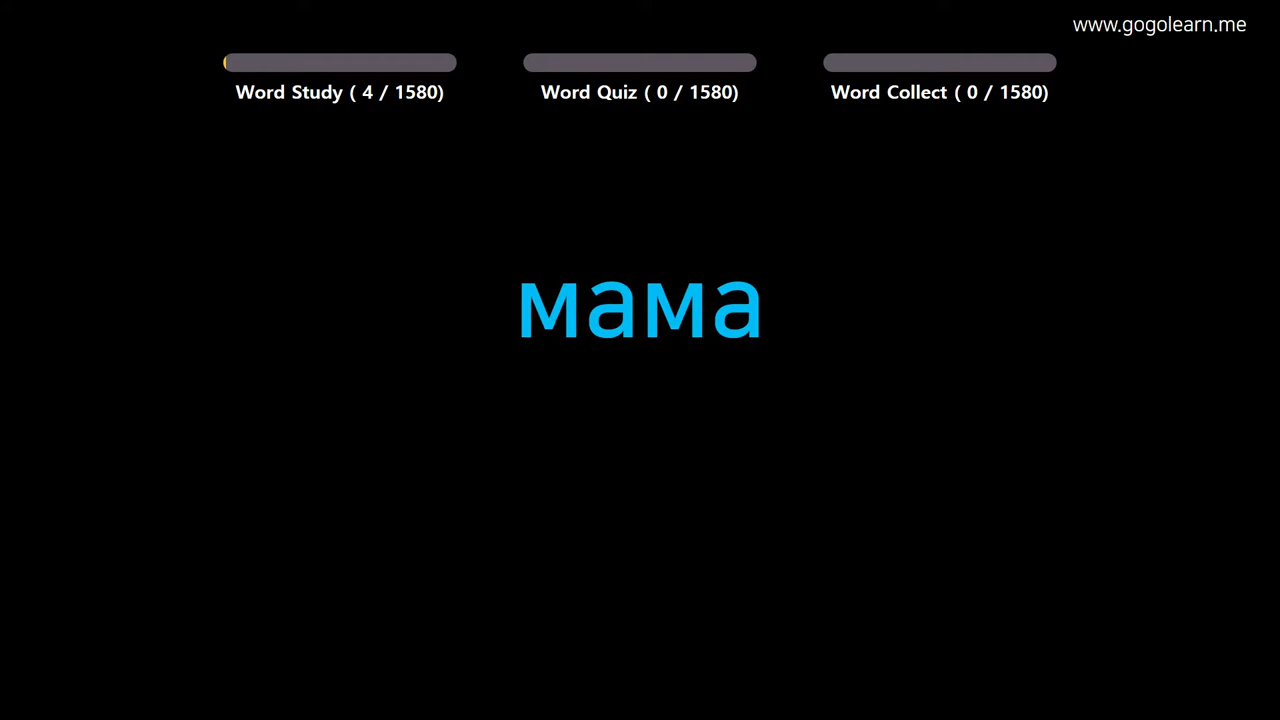 www.gogolearn.me
Word Study ( 4 / 1580)
Word Quiz ( 0 / 1580)
Word Collect ( 0 / 1580)
мама